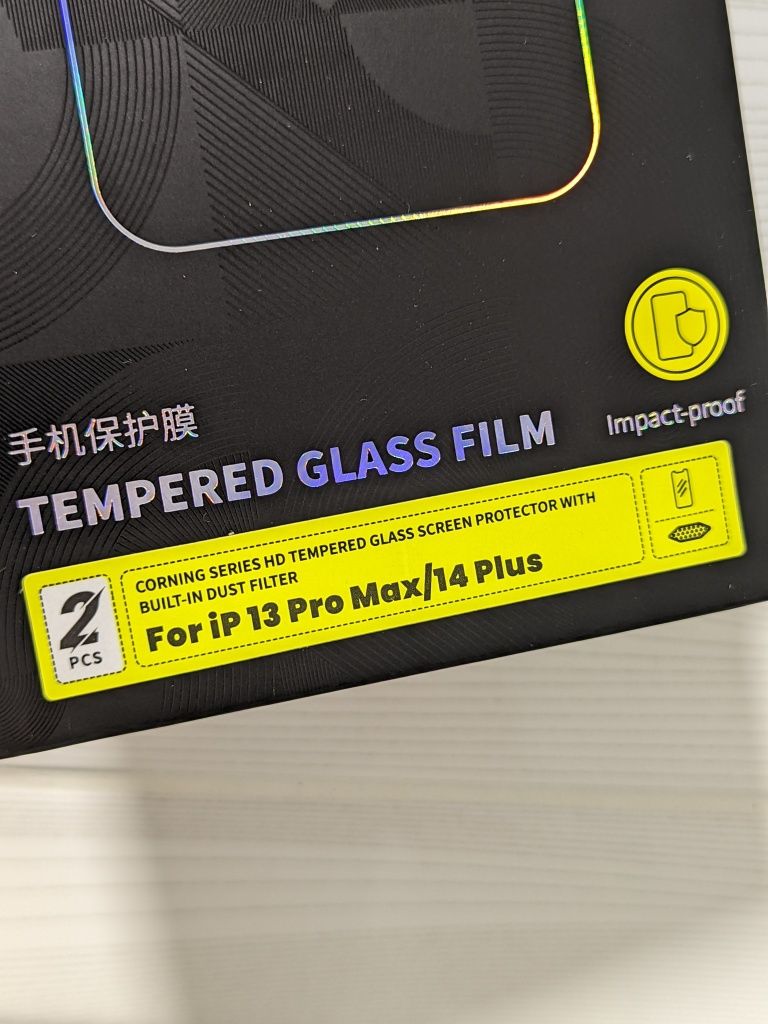 手机保护膜
TEMPERED GLASS FILM
Impact-proof
2
PCS
CORNING SERIES HD TEMPERED GLASS SCREEN PROTECTOR WITH
BUILT-IN DUST FILTER
For iP 13 Pro Max/14 Plus